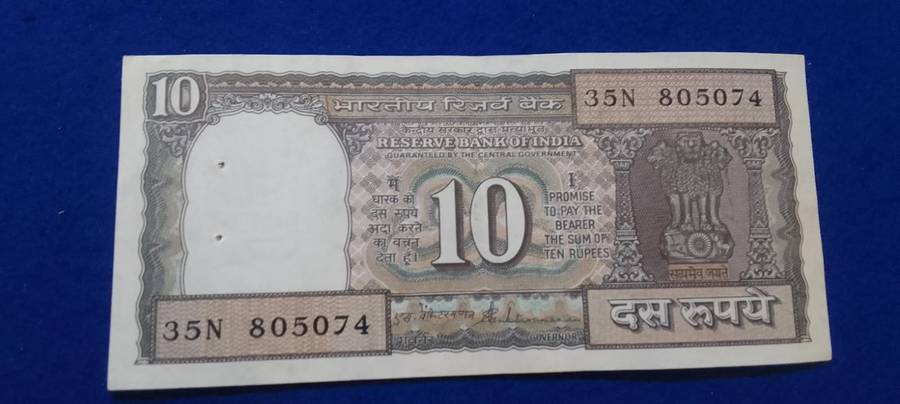 10
भारतीय रिज़र्व बैंक
35N 805074
केन्द्रीय सरकार द्वारा प्रत्याभूत
RESERVE BANK OF INDIA
GUARANTEED BY THE CENTRAL GOVERNMENT
मैं
धारक को
दस रुपये
अदा करने
का वचन
देता हूँ।
10
I
PROMISE
TO PAY THE
BEARER
THE SUM OF
TEN RUPEES
सत्यमेव जयते
35N 805074
गवर्नर
GOVERNOR
दस रुपये